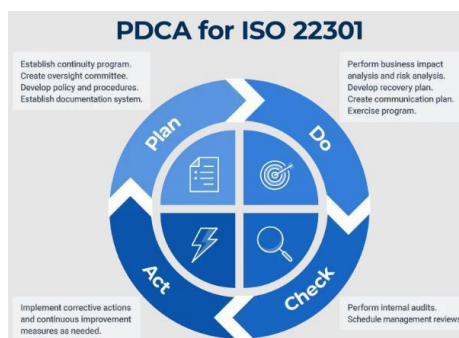 PDCA for ISO 22301
Establish continuity program.
Create oversight committee.
Develop policy and procedures.
Establish documentation system.
Perform business impact
analysis and risk analysis.
Develop recovery plan.
Create communication plan.
Exercise program.
Plan
Do
Act
Check
Implement corrective actions
and continuous improvement
measures as needed.
Perform internal audits.
Schedule management reviews